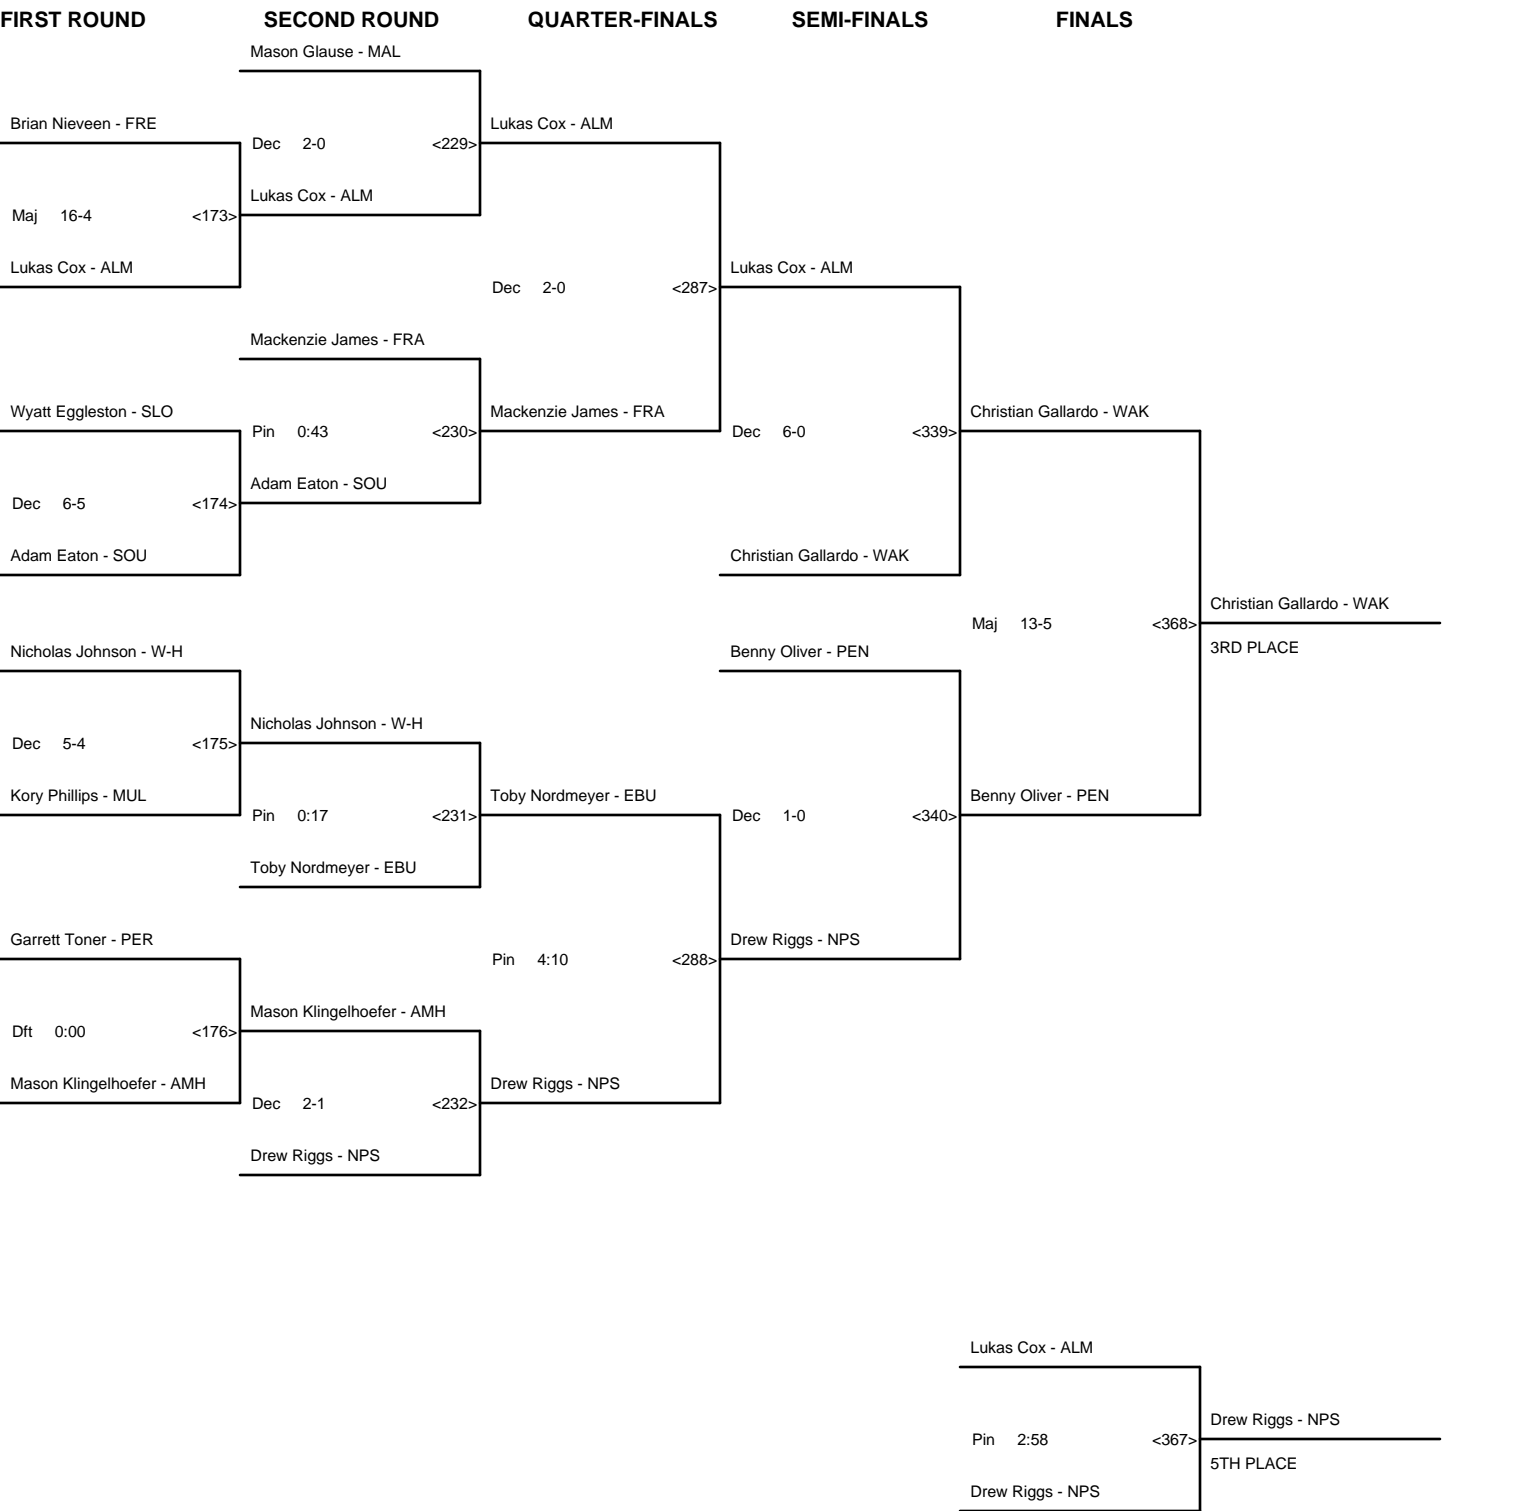 FIRST ROUND SECOND ROUND QUARTER-FINALS SEMI-FINALS FINALS
Mason Glause - MAL
Brian Nieveen - FRE
Lukas Cox - ALM
Dec 2-0 <229>
Lukas Cox - ALM
Maj 16-4 <173>
Lukas Cox - ALM
Lukas Cox - ALM
Dec 2-0 <287>
Mackenzie James - FRA
Wyatt Eggleston - SLO
Mackenzie James - FRA
Christian Gallardo - WAK
Pin 0:43 <230>
Dec 6-0 <339>
Adam Eaton - SOU
Dec 6-5 <174>
Adam Eaton - SOU
Christian Gallardo - WAK
Christian Gallardo - WAK
Maj 13-5 <368>
3RD PLACE
Nicholas Johnson - W-H
Benny Oliver - PEN
Nicholas Johnson - W-H
Dec 5-4 <175>
Kory Phillips - MUL
Toby Nordmeyer - EBU
Benny Oliver - PEN
Pin 0:17 <231>
Dec 1-0 <340>
Toby Nordmeyer - EBU
Garrett Toner - PER
Drew Riggs - NPS
Pin 4:10 <288>
Mason Klingelhoefer - AMH
Dft 0:00 <176>
Mason Klingelhoefer - AMH
Drew Riggs - NPS
Dec 2-1 <232>
Drew Riggs - NPS
Lukas Cox - ALM
Drew Riggs - NPS
Pin 2:58 <367>
5TH PLACE
Drew Riggs - NPS